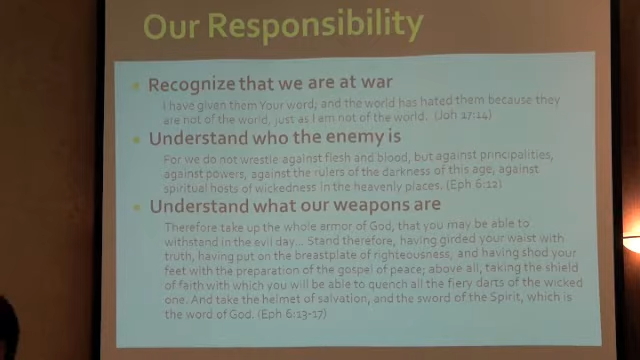 Our Responsibility
Recognize that we are at war
I have given them Your word; and the world has hated them because they
are not of the world, just as I am not of the world. (Joh 17:14)
Understand who the enemy is
For we do not wrestle against flesh and blood, but against principalities,
against powers, against the rulers of the darkness of this age, against
spiritual hosts of wickedness in the heavenly places. (Eph 6:12)
Understand what our weapons are
Therefore take up the whole armor of God, that you may be able to
withstand in the evil day... Stand therefore, having girded your waist with
truth, having put on the breastplate of righteousness, and having shod your
feet with the preparation of the gospel of peace; above all, taking the shield
of faith with which you will be able to quench all the fiery darts of the wicked
one. And take the helmet of salvation, and the sword of the Spirit, which is
the word of God. (Eph 6:13-17)